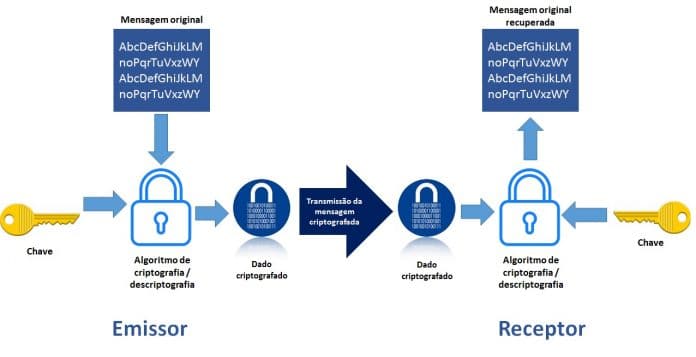 Mensagem original
AbcDefGhiJkLM
noPqrTuVxzWY
AbcDefGhiJkLM
noPqrTuVxzWY
Chave
Algoritmo de
criptografia /
descriptografia
Dado
criptografado
Transmissão da
mensagem
criptografada
Mensagem original
recuperada
AbcDefGhiJkLM
noPqrTuVxzWY
AbcDefGhiJkLM
noPqrTuVxzWY
Dado
criptografado
Algoritmo de
criptografia /
descriptografia
Chave
Emissor
Receptor